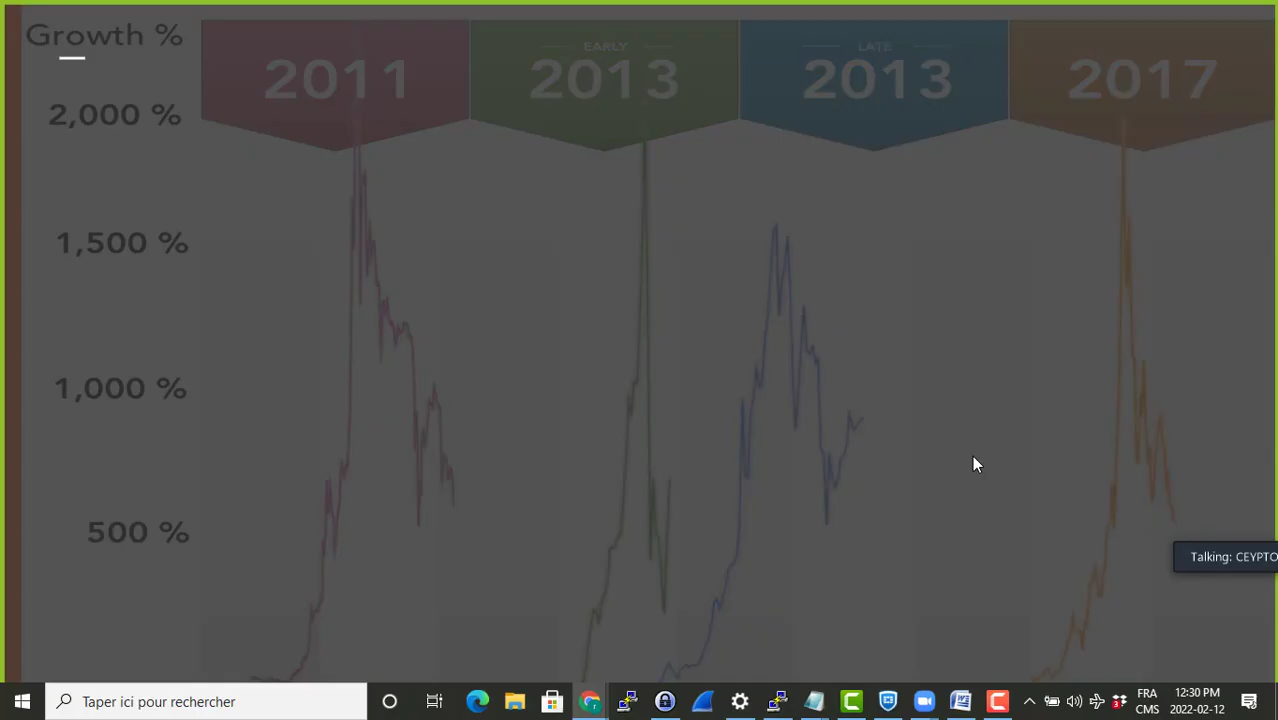 Growth %
2011
EARLY
2013
LATE
2013
2017
2,000 %
1,500 %
1,000 %
500 %
Talking: CEYPTO
Taper ici pour rechercher
FRA
CMS
12:30 PM
2022-02-12
3